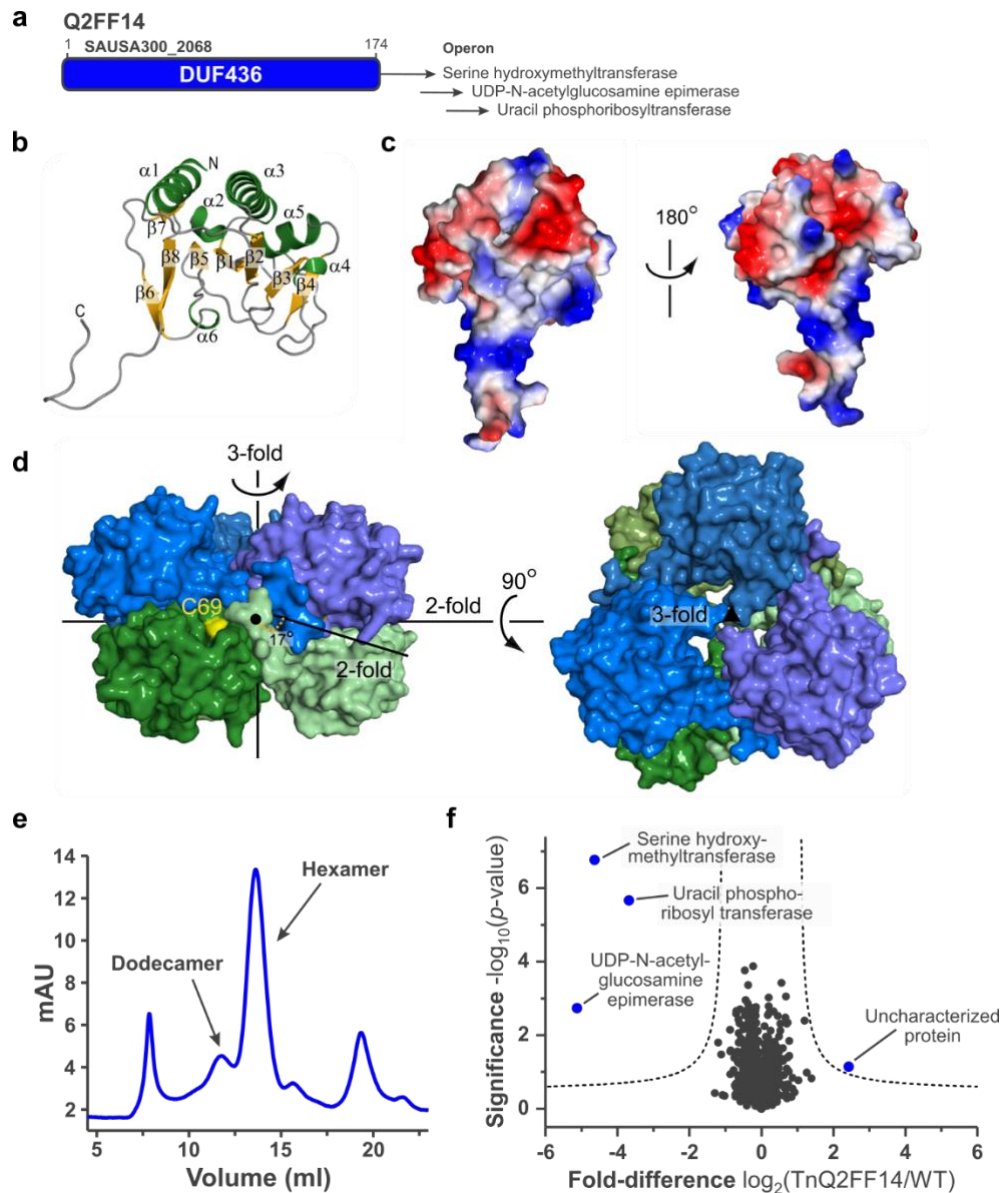 a
Q2FF14
1 SAUSA300_2068 174
DUF436
Operon
Serine hydroxymethyltransferase
UDP-N-acetylglucosamine epimerase
Uracil phosphoribosyltransferase
b
α1
N
α3
α2
α5
β7
β8
β5
β1
β2
α4
β6
β3
β4
α6
C
c
180°
d
3-fold
C69
17°
2-fold
2-fold
90°
3-fold
e
14
12
10
8
6
4
2
mAU
Dodecamer
Hexamer
5 10 15 20
Volume (ml)
f
Significance -log10(p-value)
6
4
2
0
Serine hydroxy-
methyltransferase
Uracil phospho-
ribosyl transferase
UDP-N-acetyl-
glucosamine
epimerase
Uncharacterized
protein
-6 -4 -2 0 2 4 6
Fold-difference log2(TnQ2FF14/WT)